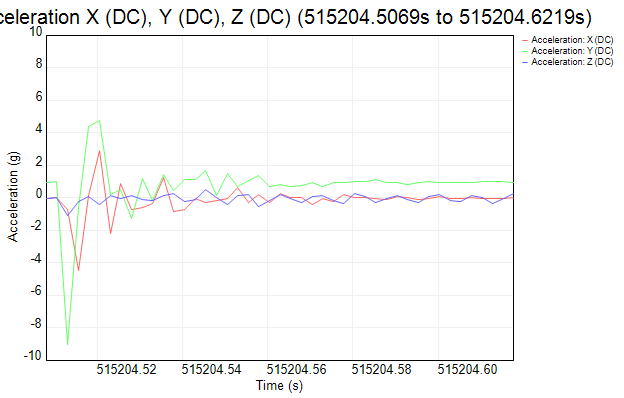 celeration X (DC), Y (DC), Z (DC) (515204.5069s to 515204.6219s)
Acceleration: X (DC)
Acceleration: Y (DC)
Acceleration: Z (DC)
Acceleration (g)
10
8
6
4
2
0
-2
-4
-6
-8
-10
515204.52 515204.54 515204.56 515204.58 515204.60
Time (s)